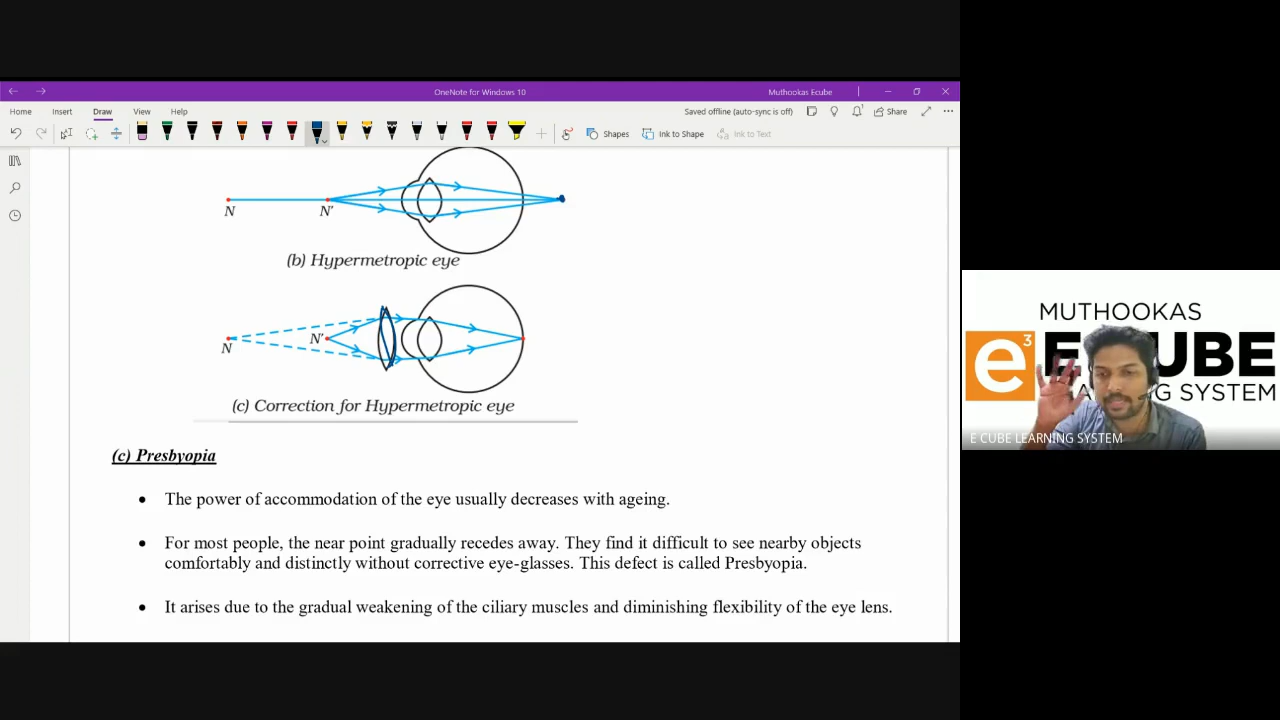 OneNote for Windows 10
Muthookas Ecube
Home Insert Draw View Help
Saved offline (auto-sync is off)
Share
Shapes
Ink to Shape
Ink to Text
N
N'
(b) Hypermetropic eye
N'
N
(c) Correction for Hypermetropic eye
(c) Presbyopia
• The power of accommodation of the eye usually decreases with ageing.
• For most people, the near point gradually recedes away. They find it difficult to see nearby objects
comfortably and distinctly without corrective eye-glasses. This defect is called Presbyopia.
• It arises due to the gradual weakening of the ciliary muscles and diminishing flexibility of the eye lens.
MUTHOOKAS
e3
E UBE
G SYSTEM
E CUBE LEARNING SYSTEM